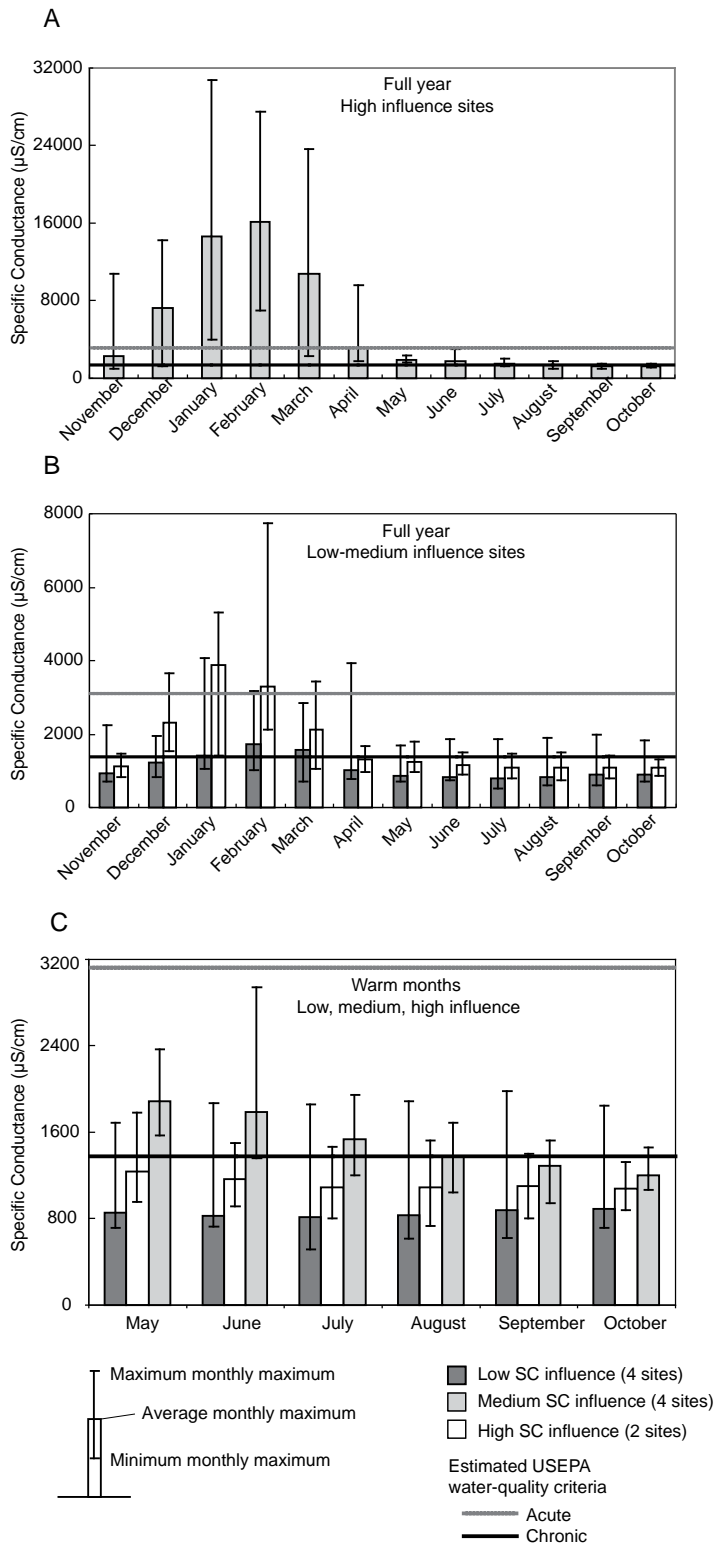 A
Full year
High influence sites
Specific Conductance (µS/cm)
32000
24000
16000
8000
0
November
December
January
February
March
April
May
June
July
August
September
October
B
Full year
Low-medium influence sites
Specific Conductance (µS/cm)
8000
6000
4000
2000
0
November
December
January
February
March
April
May
June
July
August
September
October
C
Warm months
Low, medium, high influence
Specific Conductance (µS/cm)
3200
2400
1600
800
0
May
June
July
August
September
October
Maximum monthly maximum
Average monthly maximum
Minimum monthly maximum
Low SC influence (4 sites)
Medium SC influence (4 sites)
High SC influence (2 sites)
Estimated USEPA
water-quality criteria
Acute
Chronic